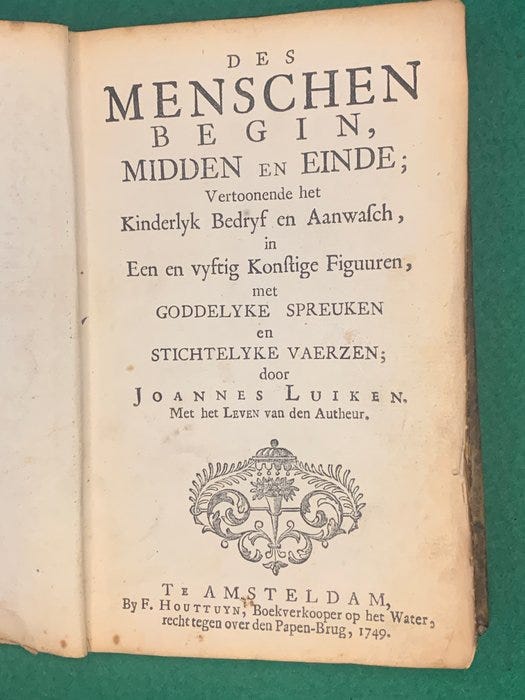 DES
MENSCHEN
BEGIN,
MIDDEN EN EINDE;
Vertoonende het
Kinderlyk Bedryf en Aanwaſch,
in
Een en vyftig Konſtige Figuuren,
met
GODDELYKE SPREUKEN
en
STICHTELYKE VAERZEN;
door
JOANNES LUIKEN.
Met het LEVEN van den Autheur.
TE AMSTELDAM,
By F. HOUTTUYN, Boekverkooper op het Water,
recht tegen over den Papen-Brug, 1749.